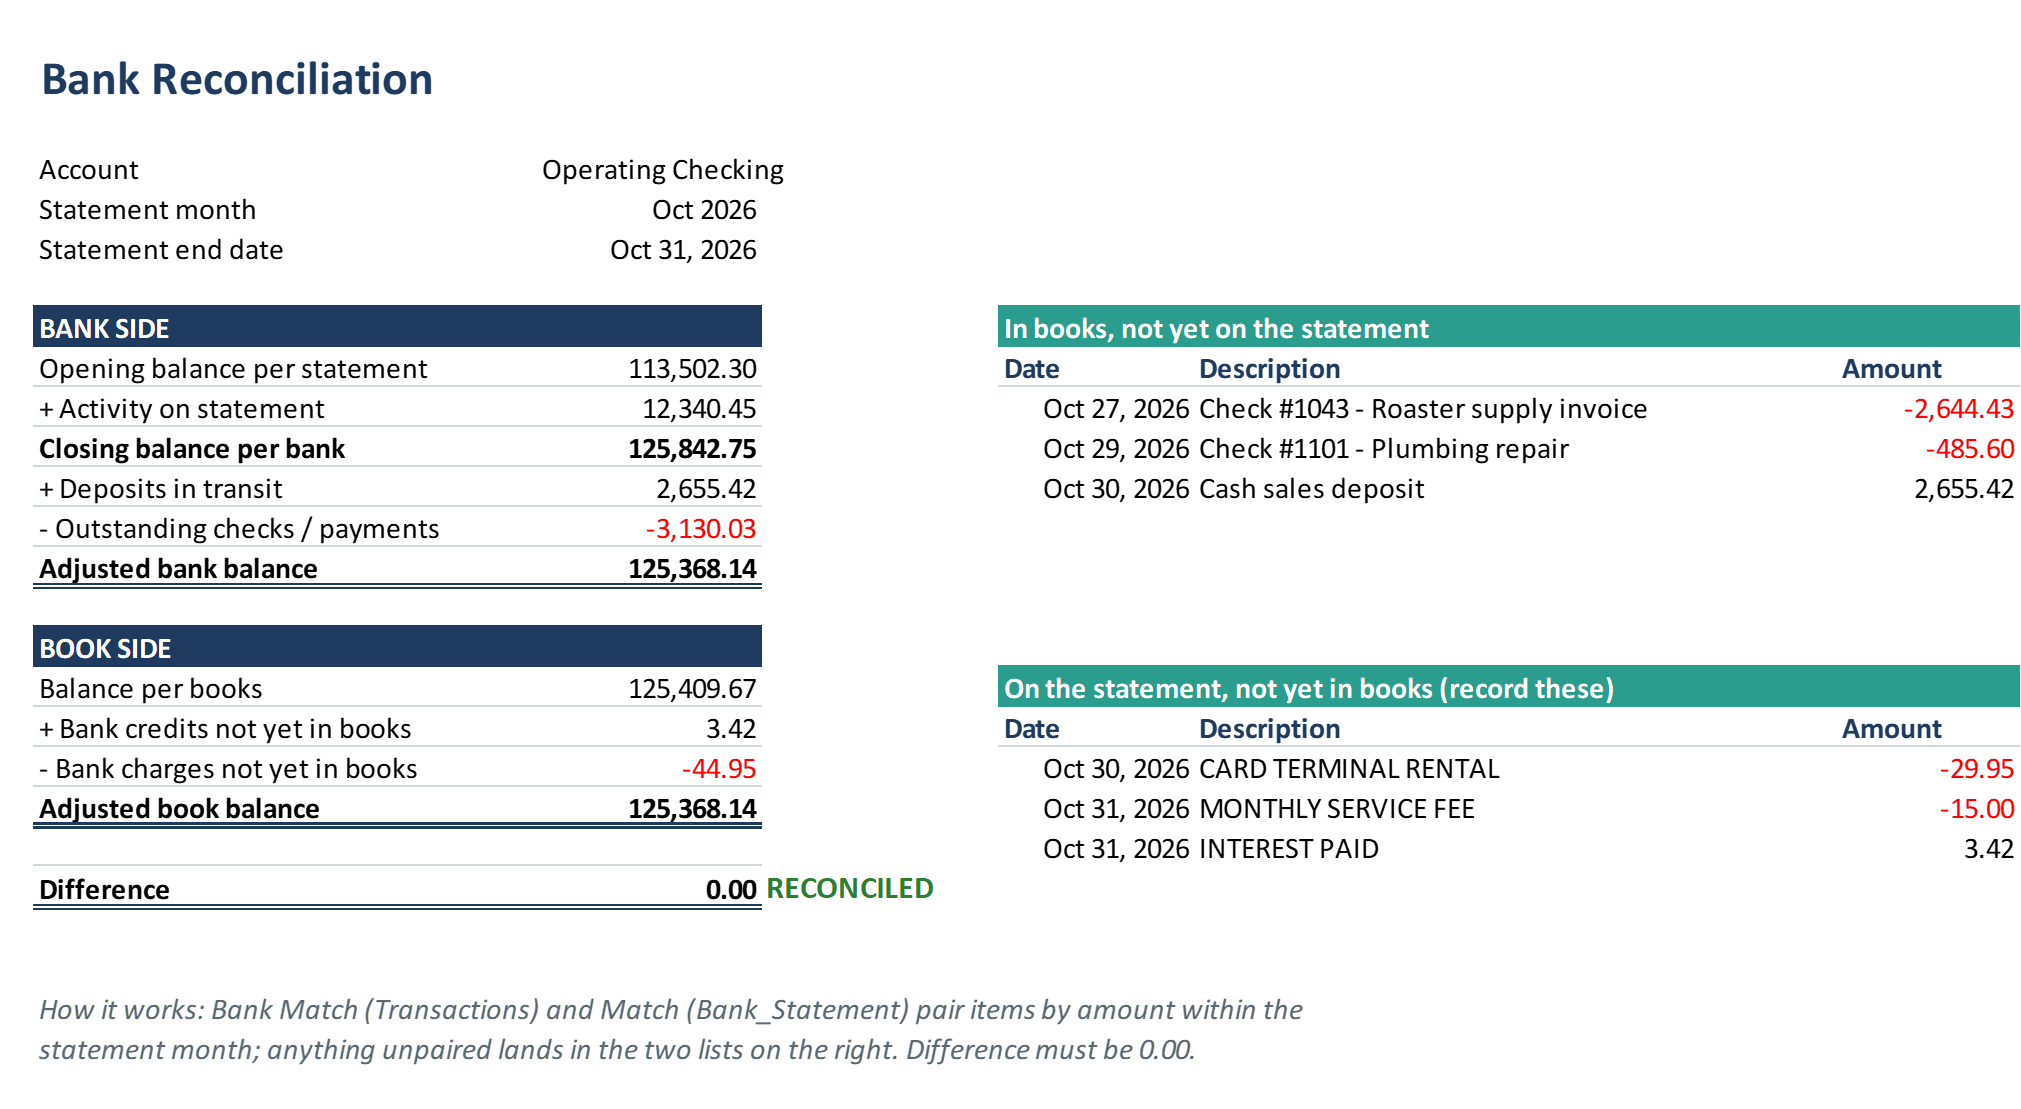 Bank Reconciliation
Account Operating Checking
Statement month Oct 2026
Statement end date Oct 31, 2026
BANK SIDE
Opening balance per statement 113,502.30
+ Activity on statement 12,340.45
Closing balance per bank 125,842.75
+ Deposits in transit 2,655.42
- Outstanding checks / payments -3,130.03
Adjusted bank balance 125,368.14
BOOK SIDE
Balance per books 125,409.67
+ Bank credits not yet in books 3.42
- Bank charges not yet in books -44.95
Adjusted book balance 125,368.14
Difference 0.00 RECONCILED
In books, not yet on the statement
Date Description Amount
Oct 27, 2026 Check #1043 - Roaster supply invoice -2,644.43
Oct 29, 2026 Check #1101 - Plumbing repair -485.60
Oct 30, 2026 Cash sales deposit 2,655.42
On the statement, not yet in books (record these)
Date Description Amount
Oct 30, 2026 CARD TERMINAL RENTAL -29.95
Oct 31, 2026 MONTHLY SERVICE FEE -15.00
Oct 31, 2026 INTEREST PAID 3.42
How it works: Bank Match (Transactions) and Match (Bank_Statement) pair items by amount within the
statement month; anything unpaired lands in the two lists on the right. Difference must be 0.00.